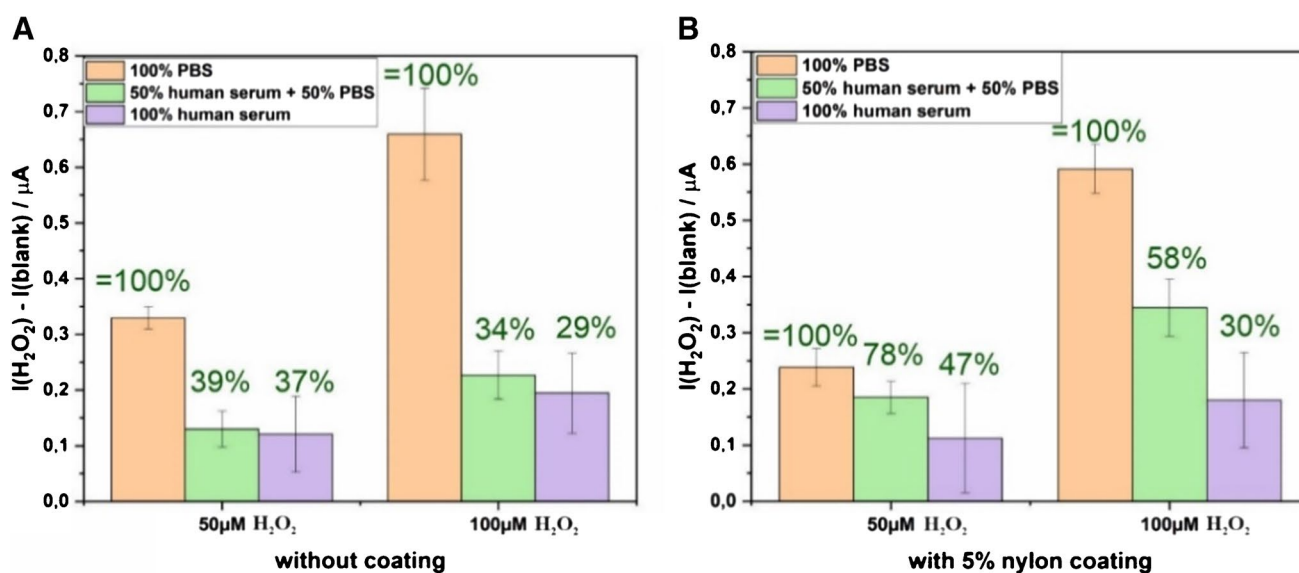 A
I(H₂O₂) - I(blank) / µA
0,8
0,7
0,6
0,5
0,4
0,3
0,2
0,1
0,0
100% PBS
50% human serum + 50% PBS
100% human serum
=100%
39%
37%
=100%
34%
29%
50µM H₂O₂
100µM H₂O₂
without coating
B
I(H₂O₂) - I(blank) / µA
0,8
0,7
0,6
0,5
0,4
0,3
0,2
0,1
0,0
100% PBS
50% human serum + 50% PBS
100% human serum
=100%
78%
47%
=100%
58%
30%
50µM H₂O₂
100µM H₂O₂
with 5% nylon coating